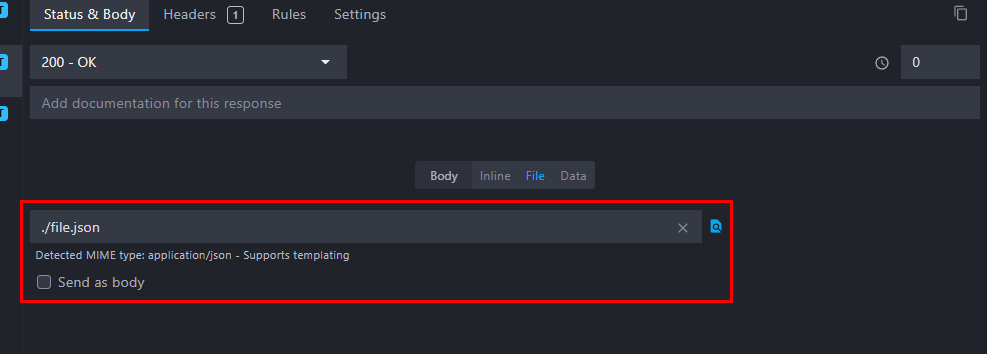 Status & Body Headers 1 Rules Settings
200 - OK 0
Add documentation for this response
Body Inline File Data
./file.json
Detected MIME type: application/json - Supports templating
Send as body